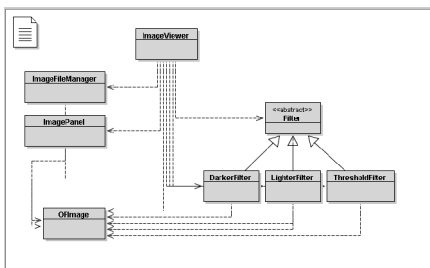 ImageViewer
ImageFileManager
<<abstract>>
Filter
ImagePanel
DarkerFilter
LighterFilter
ThresholdFilter
OFImage